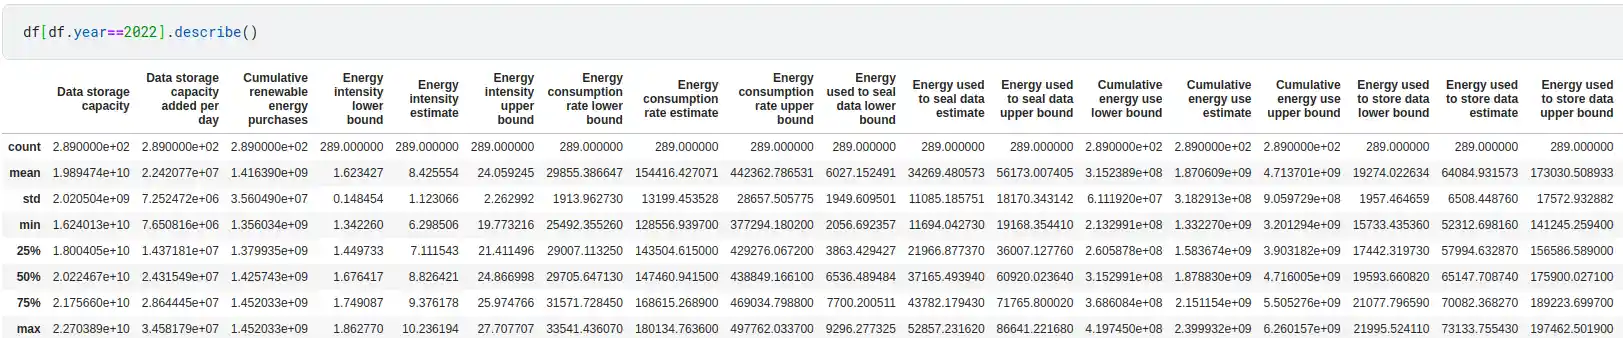 df[df.year==2022].describe()
Data storage capacity Data storage capacity added per day Cumulative renewable energy purchases Energy intensity lower bound Energy intensity estimate Energy intensity upper bound Energy consumption rate lower bound Energy consumption rate estimate Energy consumption rate upper bound Energy used to seal data lower bound Energy used to seal data estimate Energy used to seal data upper bound Cumulative energy use lower bound Cumulative energy use estimate Cumulative energy use upper bound Energy used to store data lower bound Energy used to store data estimate Energy used to store data upper bound
count 2.890000e+02 2.890000e+02 2.890000e+02 289.000000 289.000000 289.000000 289.000000 289.000000 289.000000 289.000000 289.000000 289.000000 2.890000e+02 2.890000e+02 2.890000e+02 289.000000 289.000000 289.000000
mean 1.989474e+10 2.242077e+07 1.416390e+09 1.623427 8.425554 24.059245 29855.386647 154416.427071 442362.786531 6027.152491 34269.480573 56173.007405 3.152389e+08 1.870609e+09 4.713701e+09 19274.022634 64084.931573 173030.508933
std 2.020504e+09 7.252472e+06 3.560490e+07 0.148454 1.123066 2.262992 1913.962730 13199.453528 28657.505775 1949.609501 11085.185751 18170.343142 6.111920e+07 3.182913e+08 9.059729e+08 1957.464659 6508.448760 17572.932882
min 1.624013e+10 7.650816e+06 1.356034e+09 1.342260 6.298506 19.773216 25492.355260 128556.939700 377294.180200 2056.692357 11694.042730 19168.354410 2.132991e+08 1.332270e+09 3.201294e+09 15733.435360 52312.698160 141245.259400
25% 1.800405e+10 1.437181e+07 1.379935e+09 1.449733 7.111543 21.411496 29007.113250 143504.615000 429276.067200 3863.429427 21966.877370 36007.127760 2.605878e+08 1.583674e+09 3.903182e+09 17442.319730 57994.632870 156586.589000
50% 2.022467e+10 2.431549e+07 1.425743e+09 1.676417 8.826421 24.866998 29705.647130 147460.941500 438849.166100 6536.489484 37165.493940 60920.023640 3.152991e+08 1.878830e+09 4.716005e+09 19593.660820 65147.708740 175900.027100
75% 2.175660e+10 2.864445e+07 1.452033e+09 1.749087 9.376178 25.974766 31571.728450 168615.268900 469034.798800 7700.200511 43782.179430 71765.800020 3.686084e+08 2.151154e+09 5.505276e+09 21077.796590 70082.368270 189223.699700
max 2.270389e+10 3.458179e+07 1.452033e+09 1.862770 10.236194 27.707707 33541.436070 180134.763600 497762.033700 9296.277325 52857.231620 86641.221680 4.197450e+08 2.399932e+09 6.260157e+09 21995.524110 73133.755430 197462.501900